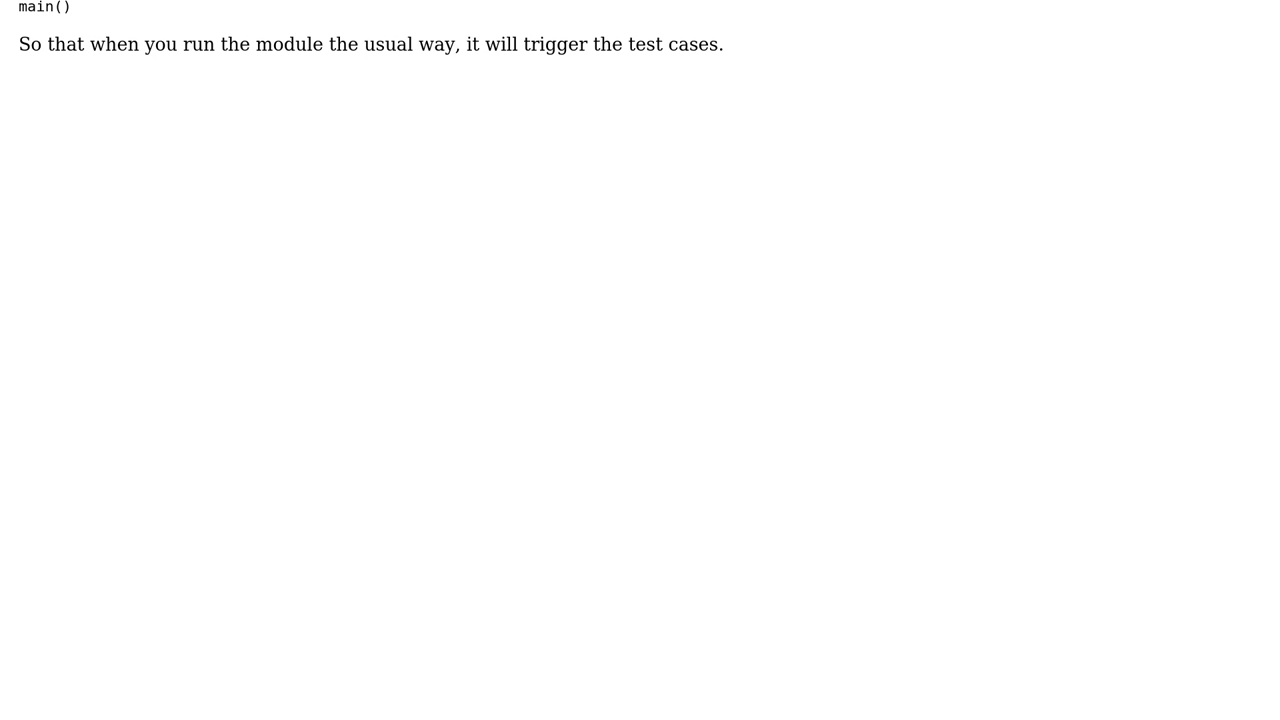 main()
So that when you run the module the usual way, it will trigger the test cases.